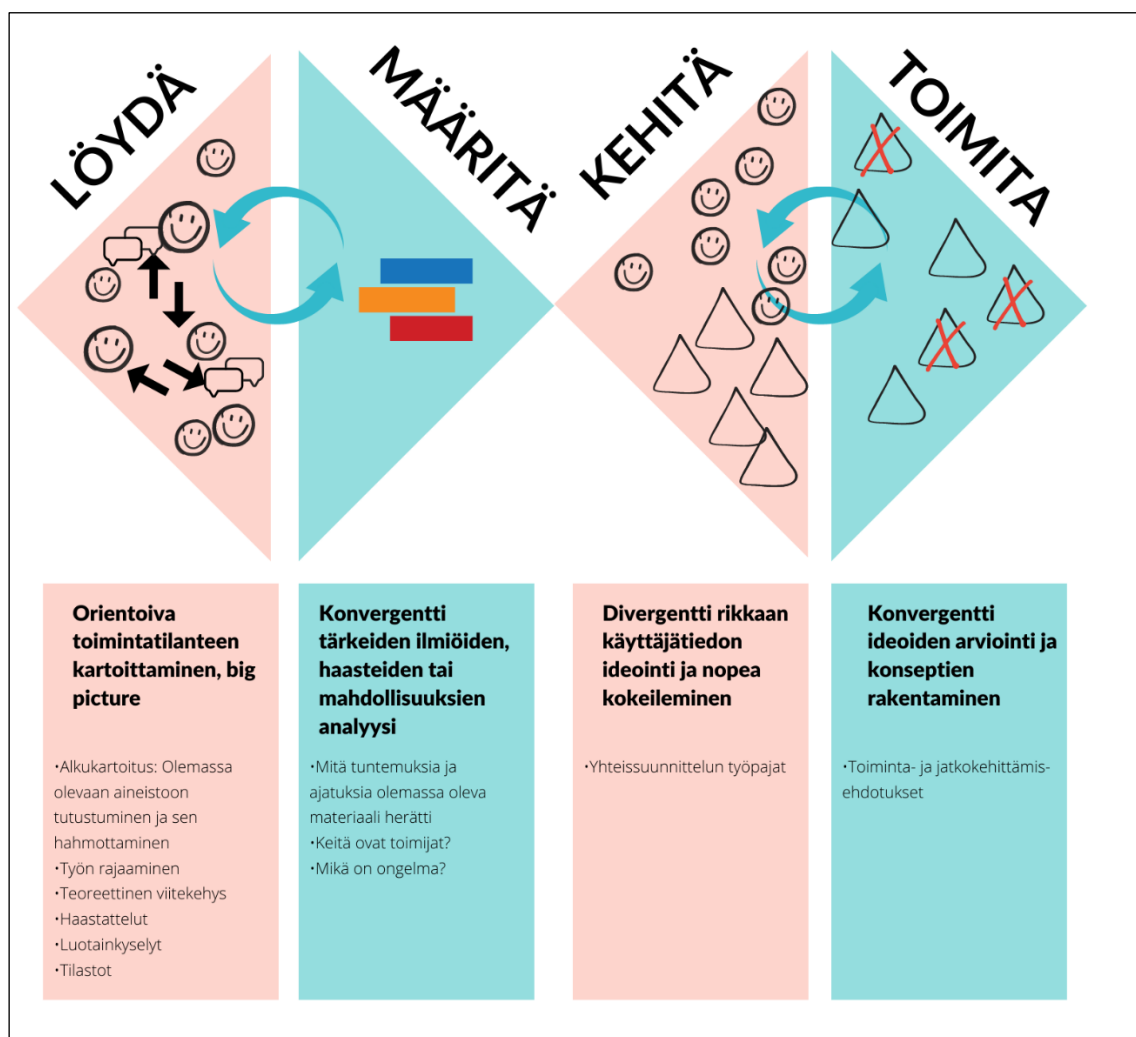 LÖYDÄ
MÄÄRITÄ
KEHITÄ
TOIMITA
Orientoiva
toimintatilanteen
kartoittaminen, big
picture
•Alkukartoitus: Olemassa
olevaan aineistoon
tutustuminen ja sen
hahmottaminen
•Työn rajaaminen
•Teoreettinen viitekehys
•Haastattelut
•Luotainkyselyt
•Tilastot
Konvergentti
tärkeiden ilmiöiden,
haasteiden tai
mahdollisuuksien
analyysi
•Mitä tuntemuksia ja
ajatuksia olemassa oleva
materiaali herätti
•Keitä ovat toimijat?
•Mikä on ongelma?
Divergentti rikkaan
käyttäjätiedon
ideointi ja nopea
kokeileminen
•Yhteissuunnittelun työpajat
Konvergentti
ideoiden arviointi ja
konseptien
rakentaminen
•Toiminta- ja jatkokehittämis-
ehdotukset